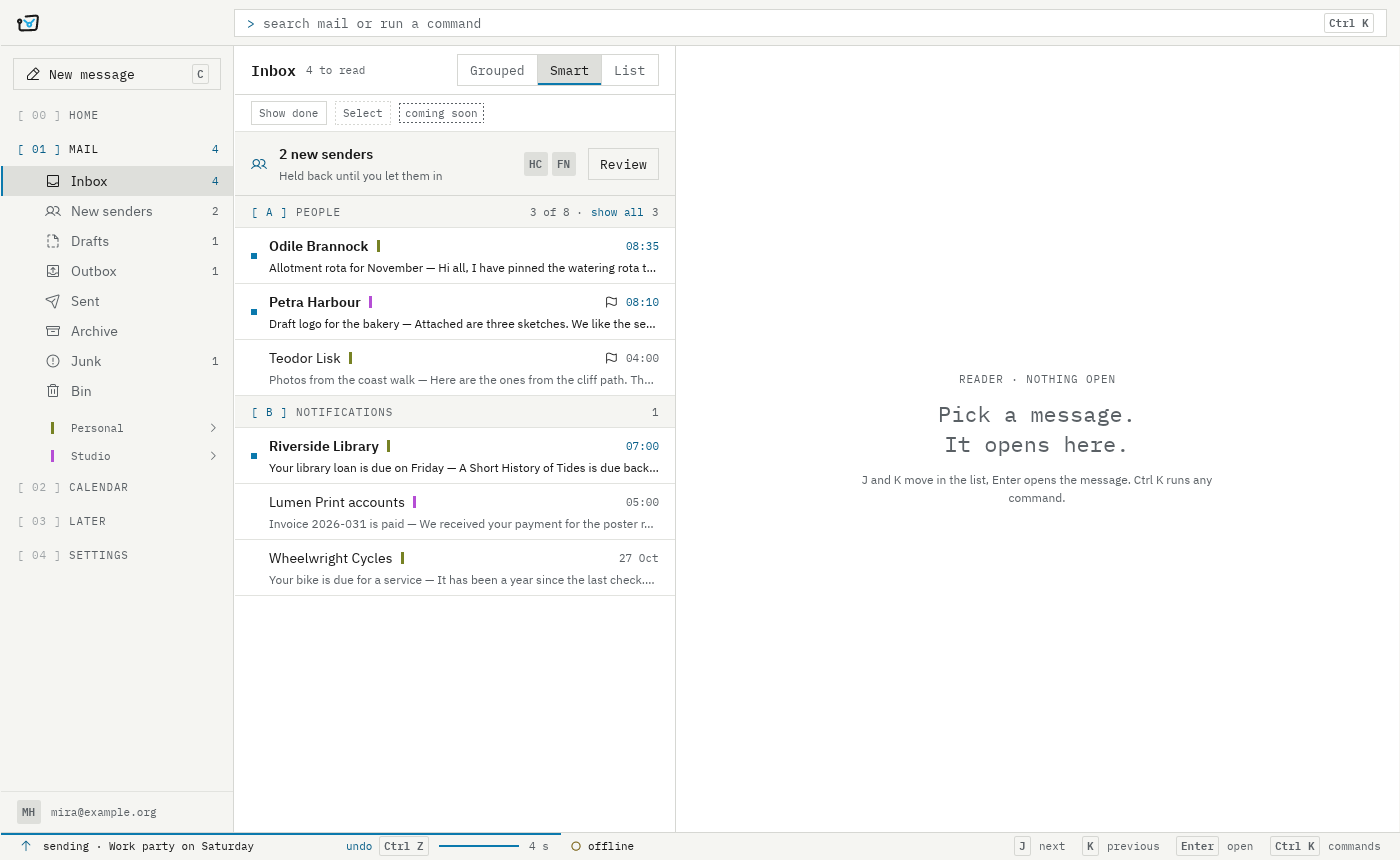 > search mail or run a command Ctrl K
New message C
[ 00 ] HOME
[ 01 ] MAIL 4
Inbox 4
New senders 2
Drafts 1
Outbox 1
Sent
Archive
Junk 1
Bin
Personal
Studio
[ 02 ] CALENDAR
[ 03 ] LATER
[ 04 ] SETTINGS
MH mira@example.org
Inbox 4 to read Grouped Smart List
Show done Select coming soon
2 new senders
Held back until you let them in
HC FN Review
[ A ] PEOPLE 3 of 8 · show all 3
Odile Brannock 08:35
Allotment rota for November — Hi all, I have pinned the watering rota t…
Petra Harbour 08:10
Draft logo for the bakery — Attached are three sketches. We like the se…
Teodor Lisk 04:00
Photos from the coast walk — Here are the ones from the cliff path. Th…
[ B ] NOTIFICATIONS 1
Riverside Library 07:00
Your library loan is due on Friday — A Short History of Tides is due back…
Lumen Print accounts 05:00
Invoice 2026-031 is paid — We received your payment for the poster r…
Wheelwright Cycles 27 Oct
Your bike is due for a service — It has been a year since the last check.…
READER · NOTHING OPEN
Pick a message.
It opens here.
J and K move in the list, Enter opens the message. Ctrl K runs any
command.
sending · Work party on Saturday undo Ctrl Z 4 s offline
J next K previous Enter open Ctrl K commands